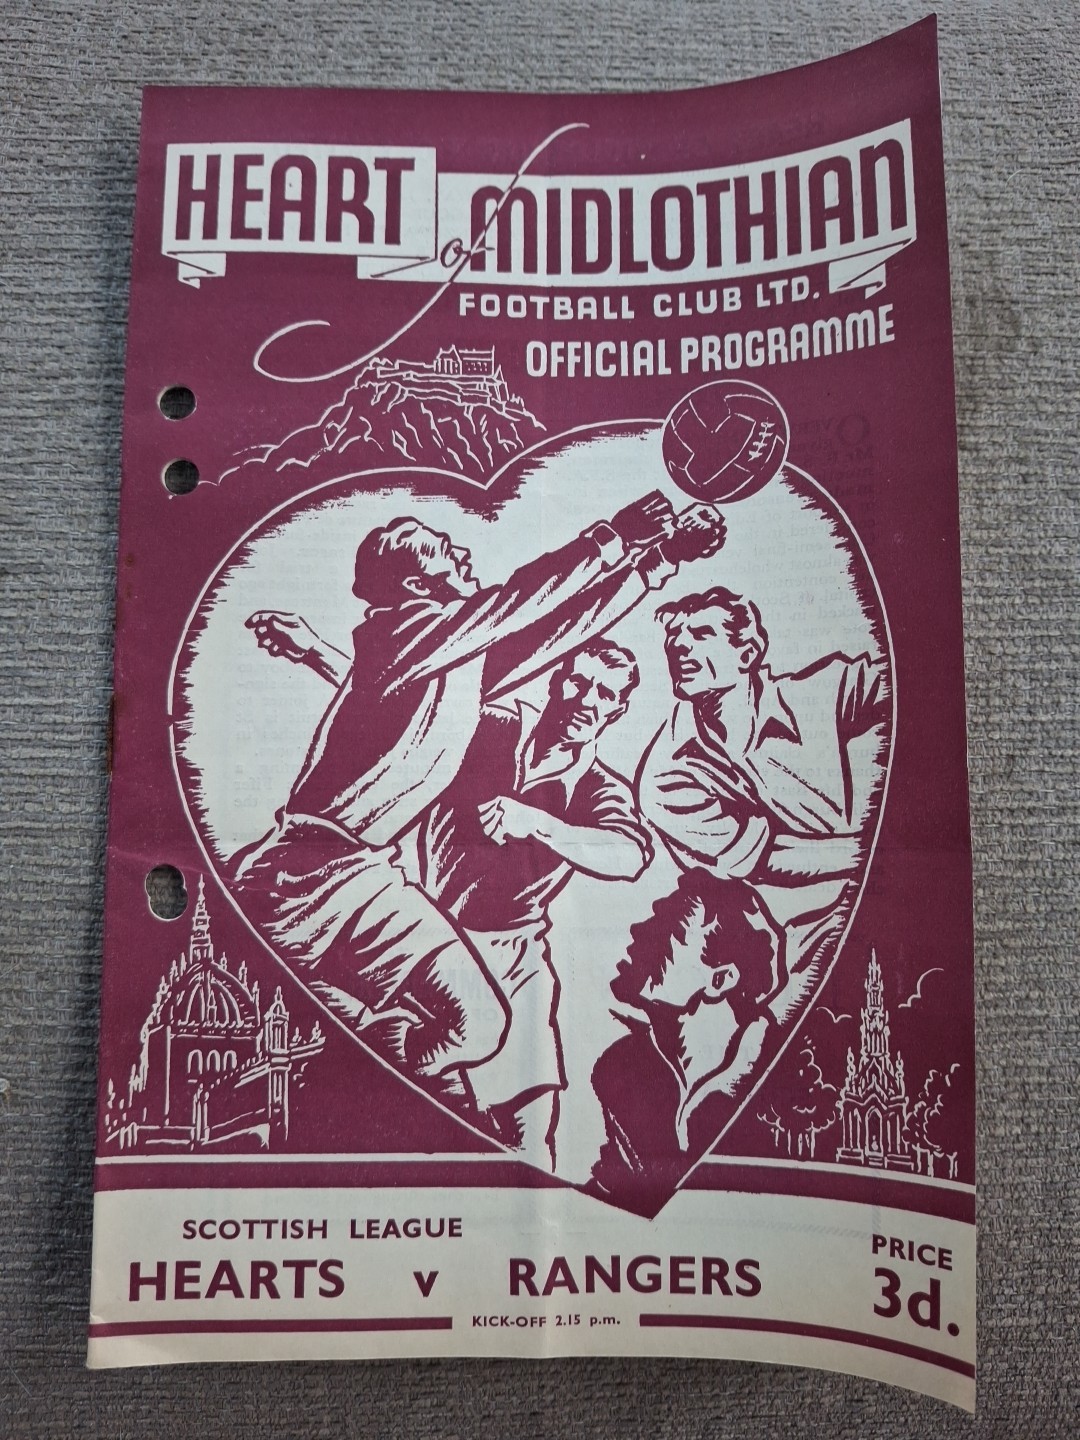 HEART of MIDLOTHIAN
FOOTBALL CLUB LTD.
OFFICIAL PROGRAMME
SCOTTISH LEAGUE
HEARTS v RANGERS
KICK-OFF 2.15 p.m.
PRICE
3d.